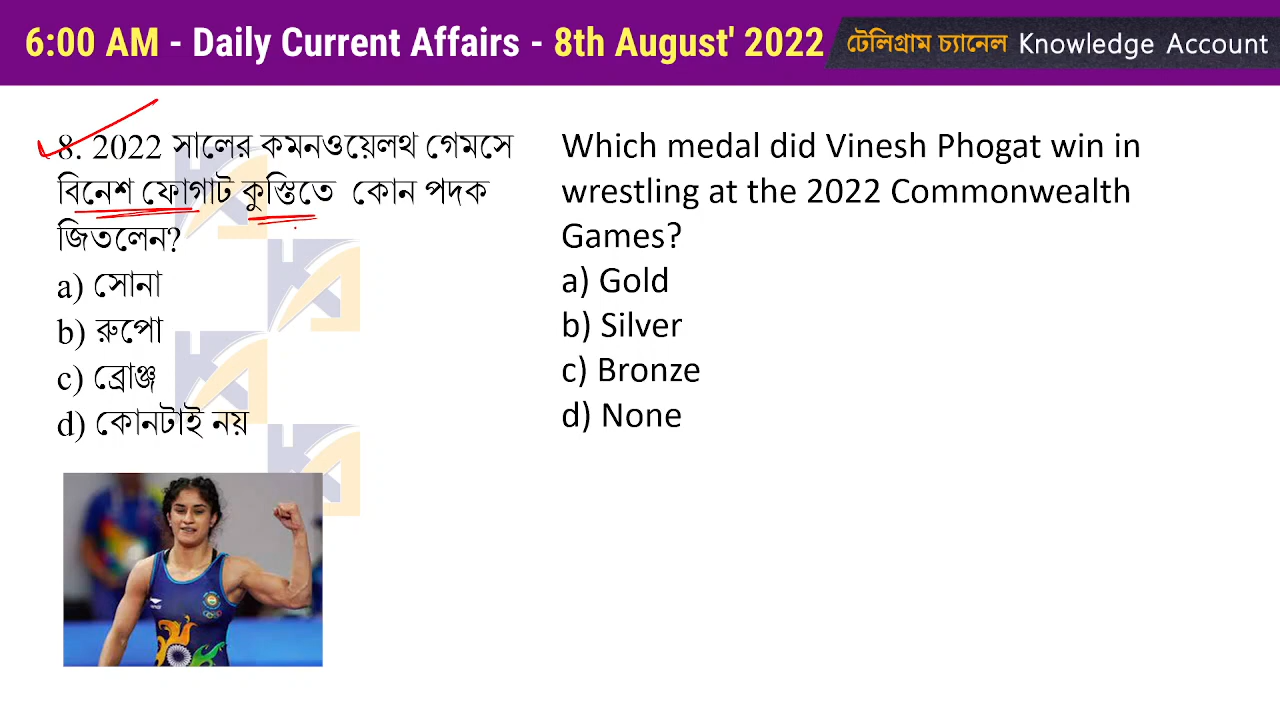 6:00 AM - Daily Current Affairs - 8th August' 2022
টেলিগ্রাম চ্যানেল Knowledge Account
8. 2022 সালের কমনওয়েলথ গেমসে
বিনেশ ফোগাট কুস্তিতে কোন পদক
জিতলেন?
a) সোনা
b) রুপো
c) ব্রোঞ্জ
d) কোনটাই নয়
Which medal did Vinesh Phogat win in
wrestling at the 2022 Commonwealth
Games?
a) Gold
b) Silver
c) Bronze
d) None